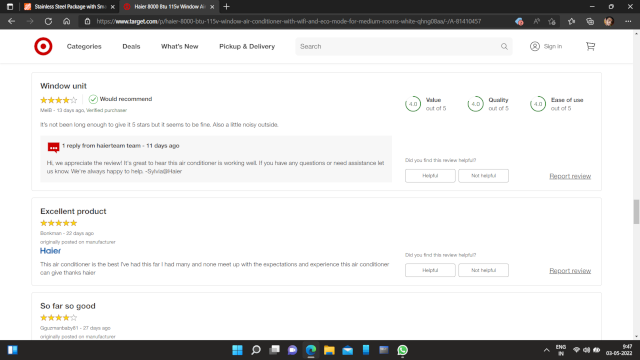 Stainless Steel Package with Sma
Haier 8000 Btu 115v Window Air
https://www.target.com/p/haier-8000-btu-115v-window-air-conditioner-with-wifi-and-eco-mode-for-medium-rooms-white-qhng08aa/-/A-81410457
Categories Deals What's New Pickup & Delivery Search Sign in
Window unit
Would recommend
13 days ago, Verified purchaser
It's not been long enough to give it 5 stars but it seems to be fine. Also a little noisy outside.
4.0 Value out of 5
4.0 Quality out of 5
4.0 Ease of use out of 5
1 reply from haierteam team - 11 days ago
Hi, we appreciate the review! It's great to hear this air conditioner is working well. If you have any questions or need assistance
let us know. We're always happy to help. -Sylvia@Haier
Did you find this review helpful?
Helpful Not helpful Report review
Excellent product
22 days ago
originally posted on manufacturer
Haier
This air conditioner is the best I've had this far I had many and none meet up with the expectations and experience this air conditioner
can give thanks haier
Did you find this review helpful?
Helpful Not helpful Report review
So far so good
Gguzmanbaby81 - 27 days ago
originally posted on manufacturer
ENG
IN
9:47
03-05-2022